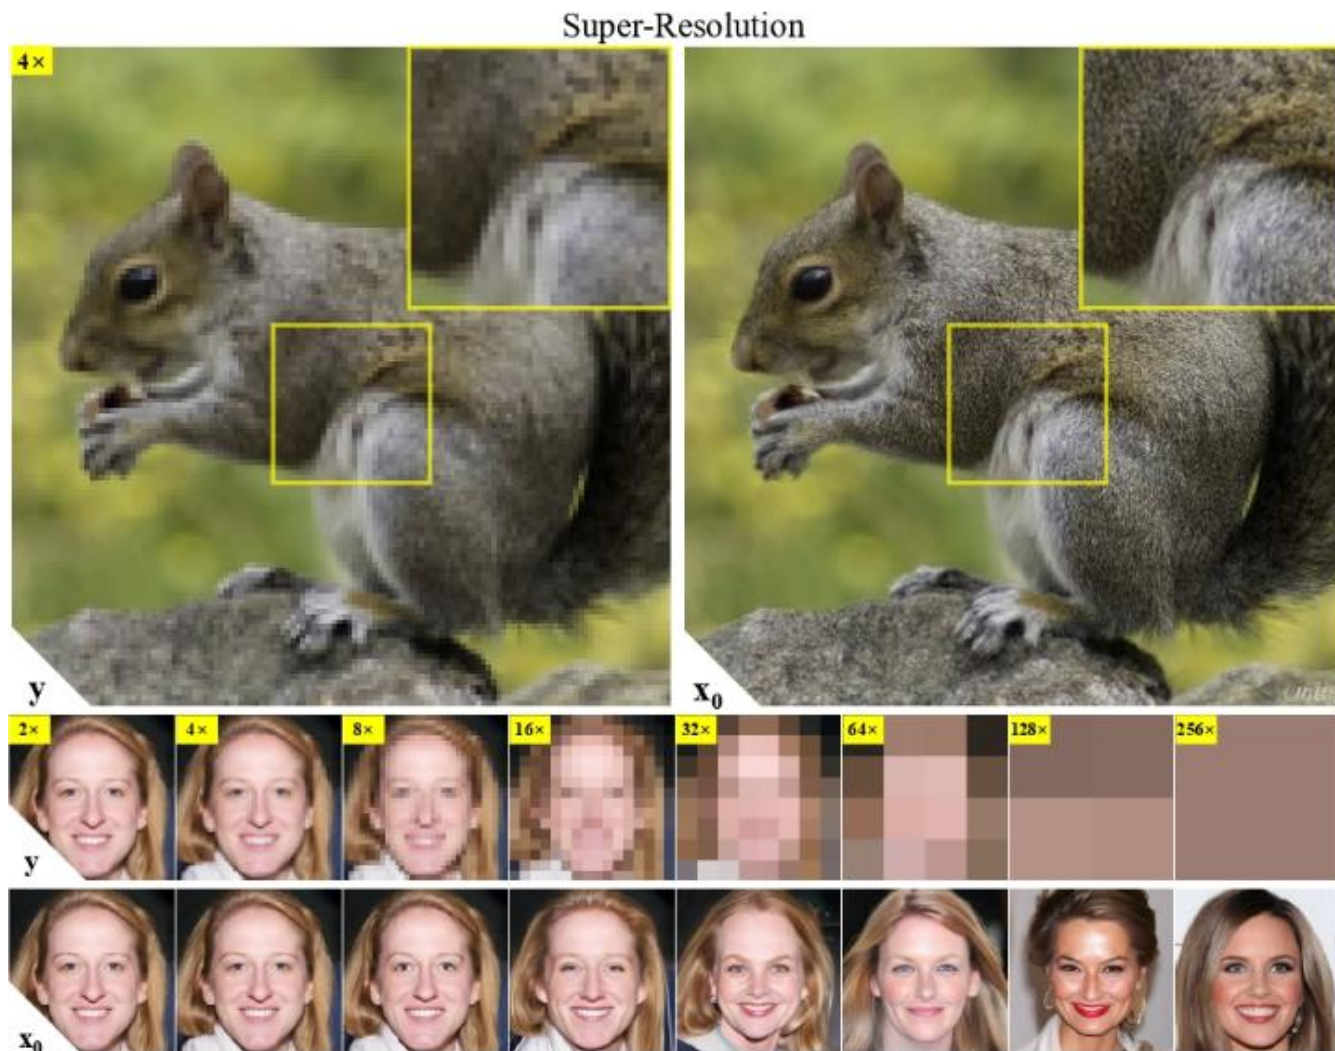 Super-Resolution
4×
y
x₀
2×
4×
8×
16×
32×
64×
128×
256×
y
x₀